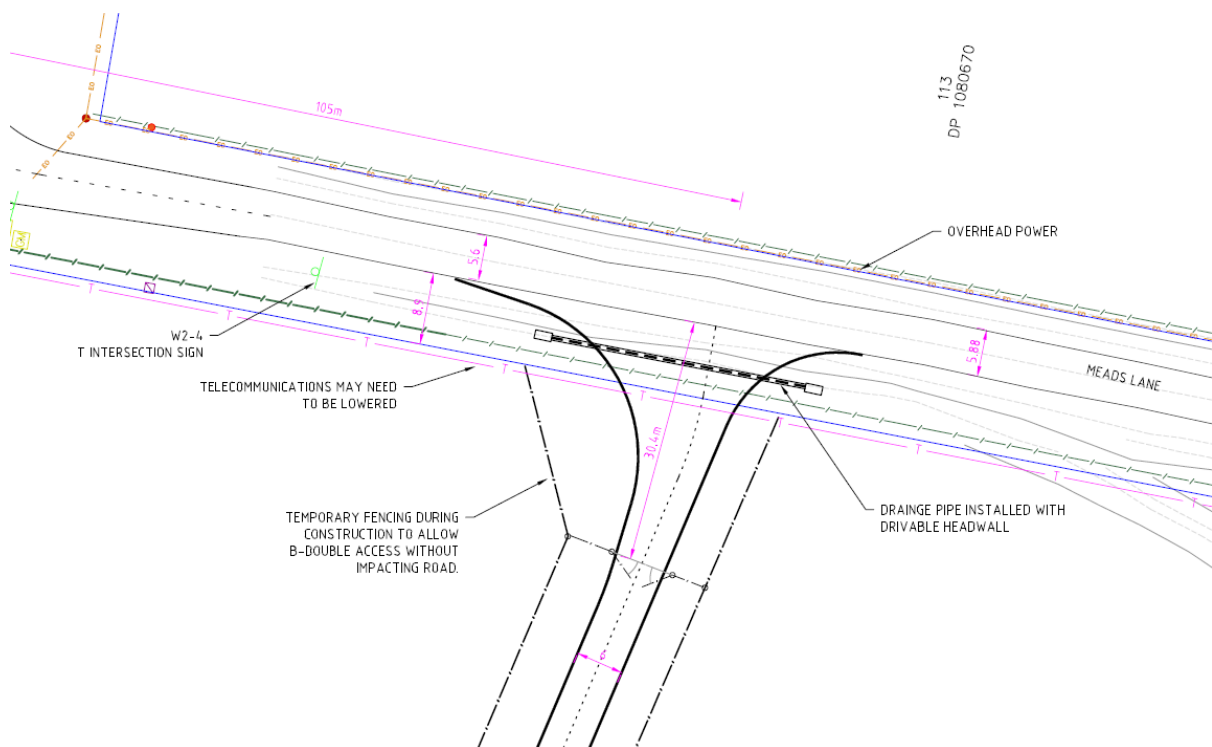 113
DP 1080670
105m
OVERHEAD POWER
5.6
8.9
5.88
MEADS LANE
W2-4
T INTERSECTION SIGN
TELECOMMUNICATIONS MAY NEED
TO BE LOWERED
30.4m
DRAINGE PIPE INSTALLED WITH
DRIVABLE HEADWALL
TEMPORARY FENCING DURING
CONSTRUCTION TO ALLOW
B-DOUBLE ACCESS WITHOUT
IMPACTING ROAD.
6
T
T
T
T
T
T
T
T
T